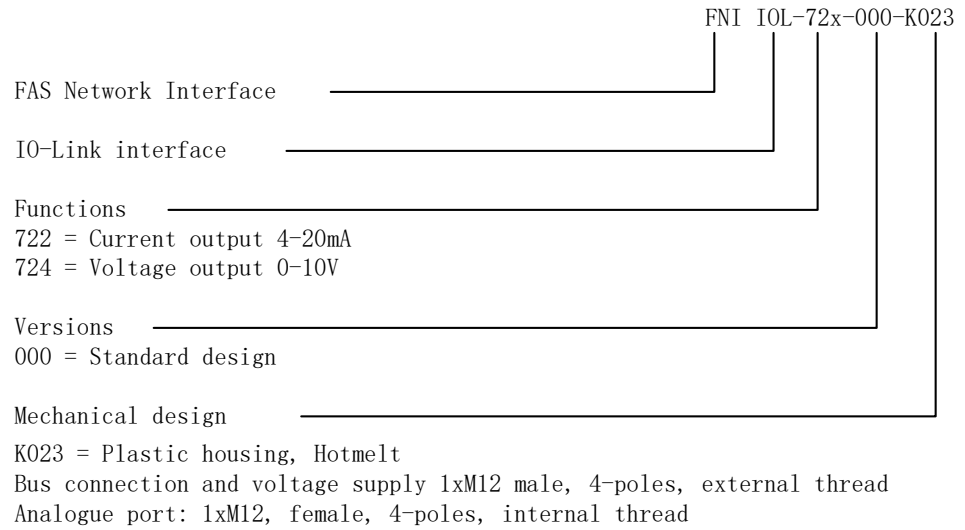 FNI IOL-72x-000-K023
FAS Network Interface
IO-Link interface
Functions
722 = Current output 4-20mA
724 = Voltage output 0-10V
Versions
000 = Standard design
Mechanical design
K023 = Plastic housing, Hotmelt
Bus connection and voltage supply 1xM12 male, 4-poles, external thread
Analogue port: 1xM12, female, 4-poles, internal thread